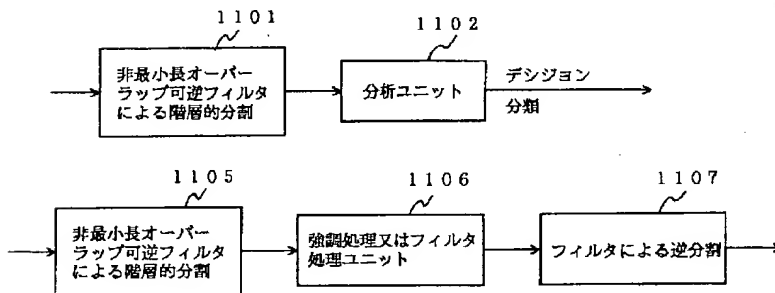 １１０１
非最小長オーバー
ラップ可逆フィルタ
による階層的分割
１１０２
分析ユニット
デシジョン
分類
１１０５
非最小長オーバー
ラップ可逆フィルタ
による階層的分割
１１０６
強調処理又はフィルタ
処理ユニット
１１０７
フィルタによる逆分割